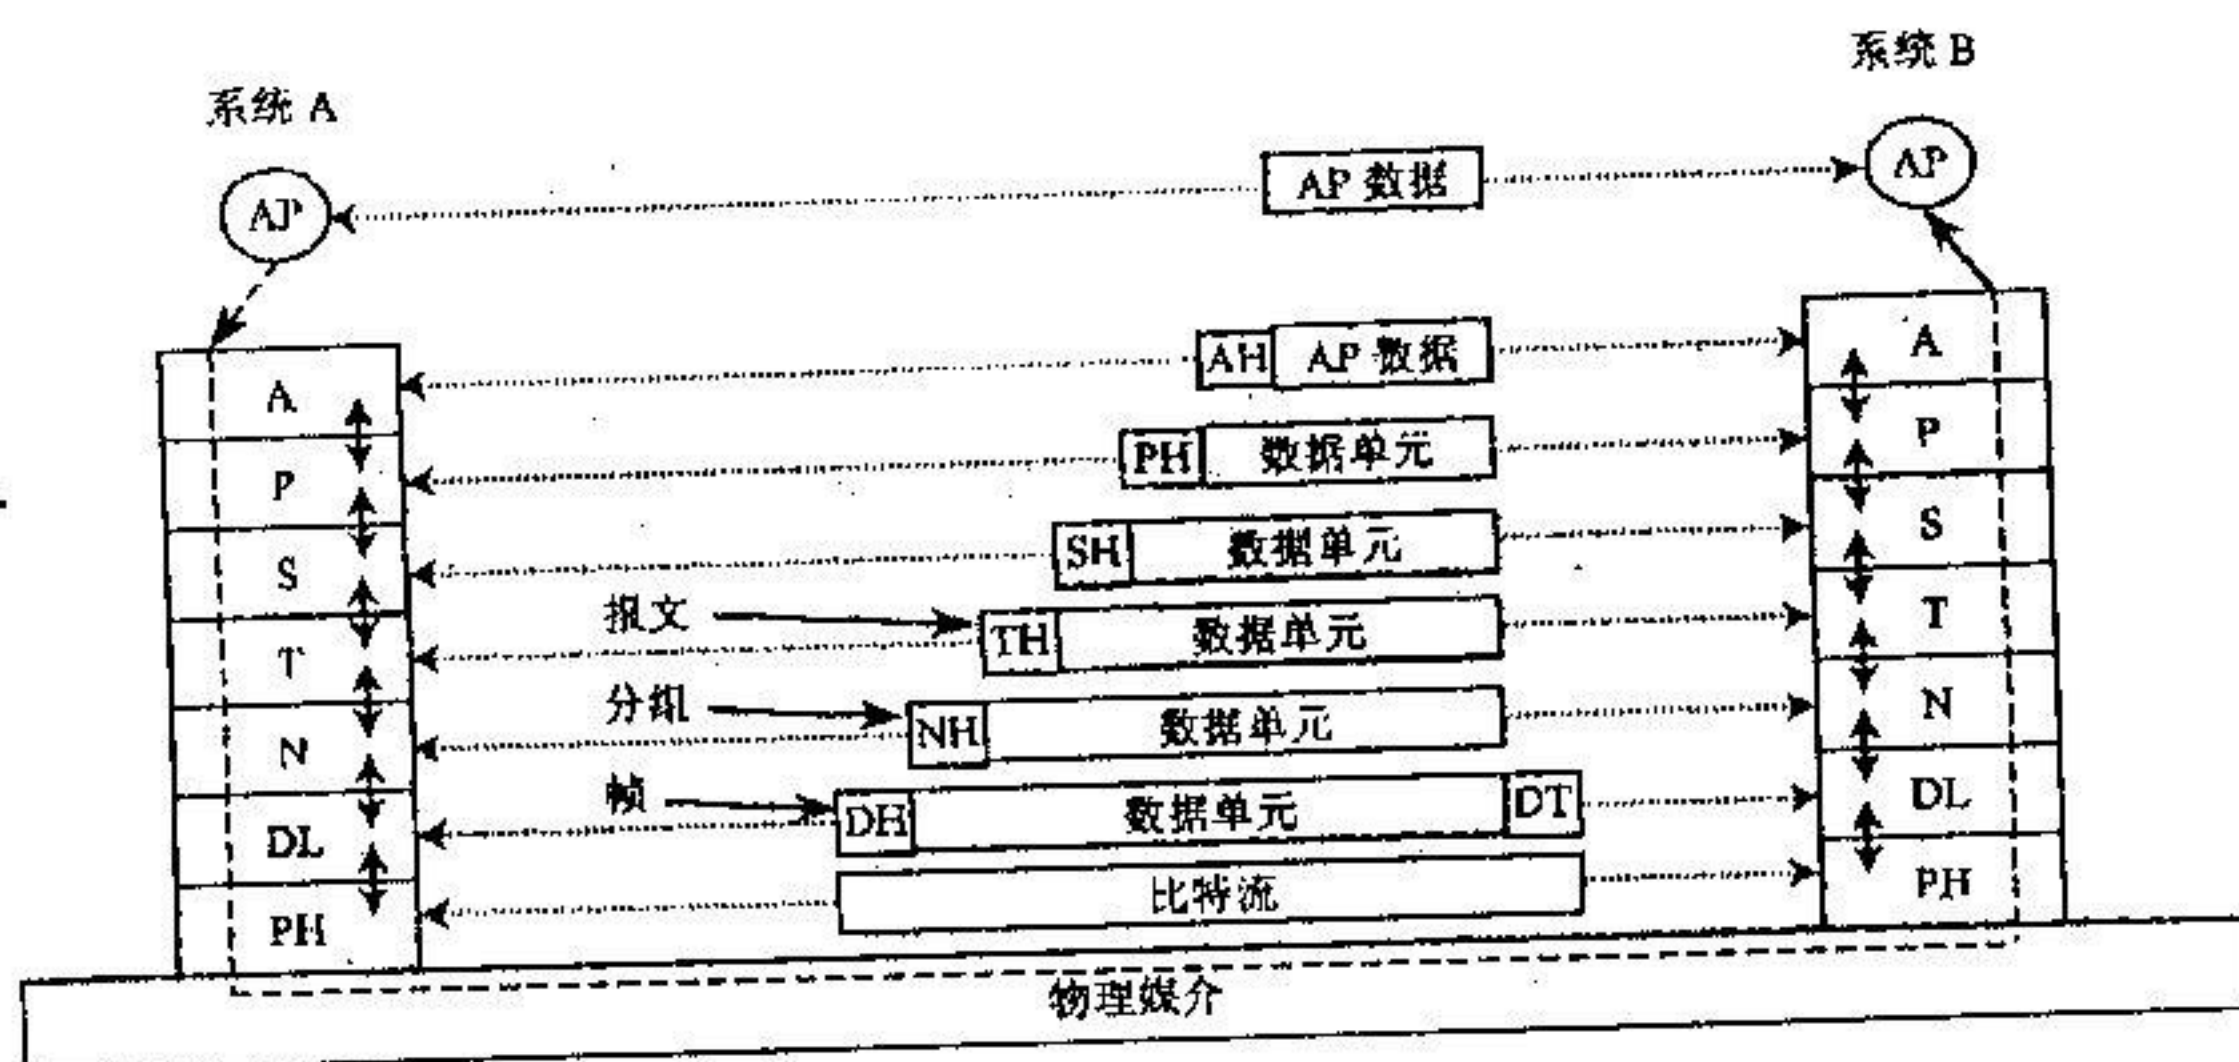 系统 A
系统 B
AP
AP 数据
AP
A
AH AP 数据
A
P
PH 数据单元
P
S
SH 数据单元
S
报文
T
TH 数据单元
T
分组
N
NH 数据单元
N
帧
DL
DH 数据单元 DT
DL
PH
比特流
PH
物理媒介